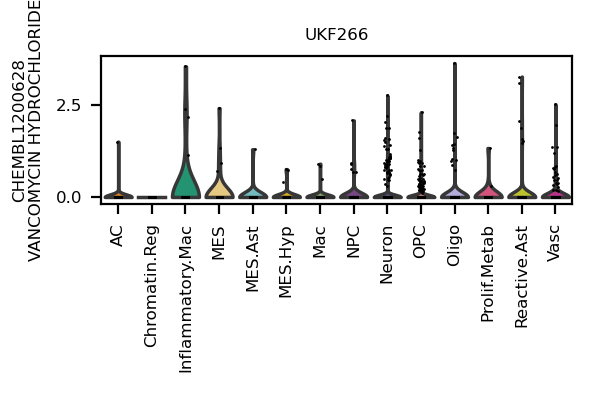 UKF266
CHEMBL1200628
VANCOMYCIN HYDROCHLORIDE
2.5
0.0
AC
Chromatin.Reg
Inflammatory.Mac
MES
MES.Ast
MES.Hyp
Mac
NPC
Neuron
OPC
Oligo
Prolif.Metab
Reactive.Ast
Vasc